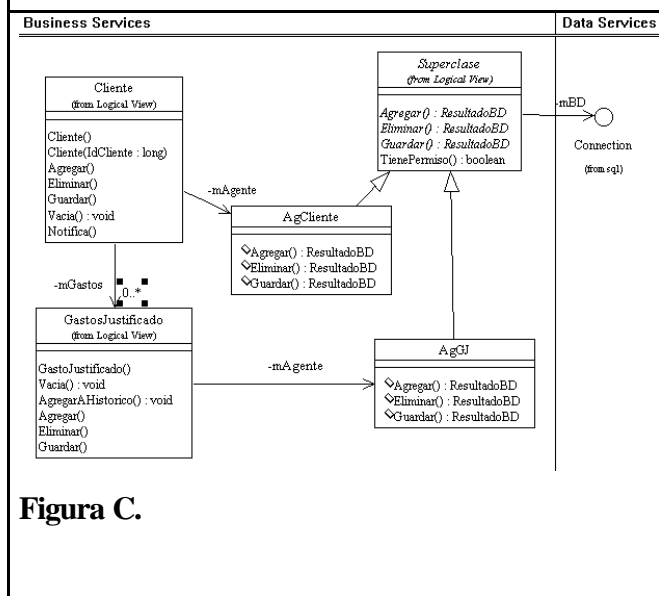 Business Services
Data Services
Cliente
(from Logical View)
Cliente()
Cliente(IdCliente : long)
Agregar()
Eliminar()
Guardar()
Vacia() : void
Notifica()
Superclase
(from Logical View)
Agregar() : ResultadoBD
Eliminar() : ResultadoBD
Guardar() : ResultadoBD
TienePermiso() : boolean
-mBD
Connection
(from sql)
-mAgente
AgCliente
Agregar() : ResultadoBD
Eliminar() : ResultadoBD
Guardar() : ResultadoBD
-mGastos
0..*
GastosJustificado
(from Logical View)
GastoJustificado()
Vacia() : void
AgregarAHistorico() : void
Agregar()
Eliminar()
Guardar()
-mAgente
AgGJ
Agregar() : ResultadoBD
Eliminar() : ResultadoBD
Guardar() : ResultadoBD
Figura C.